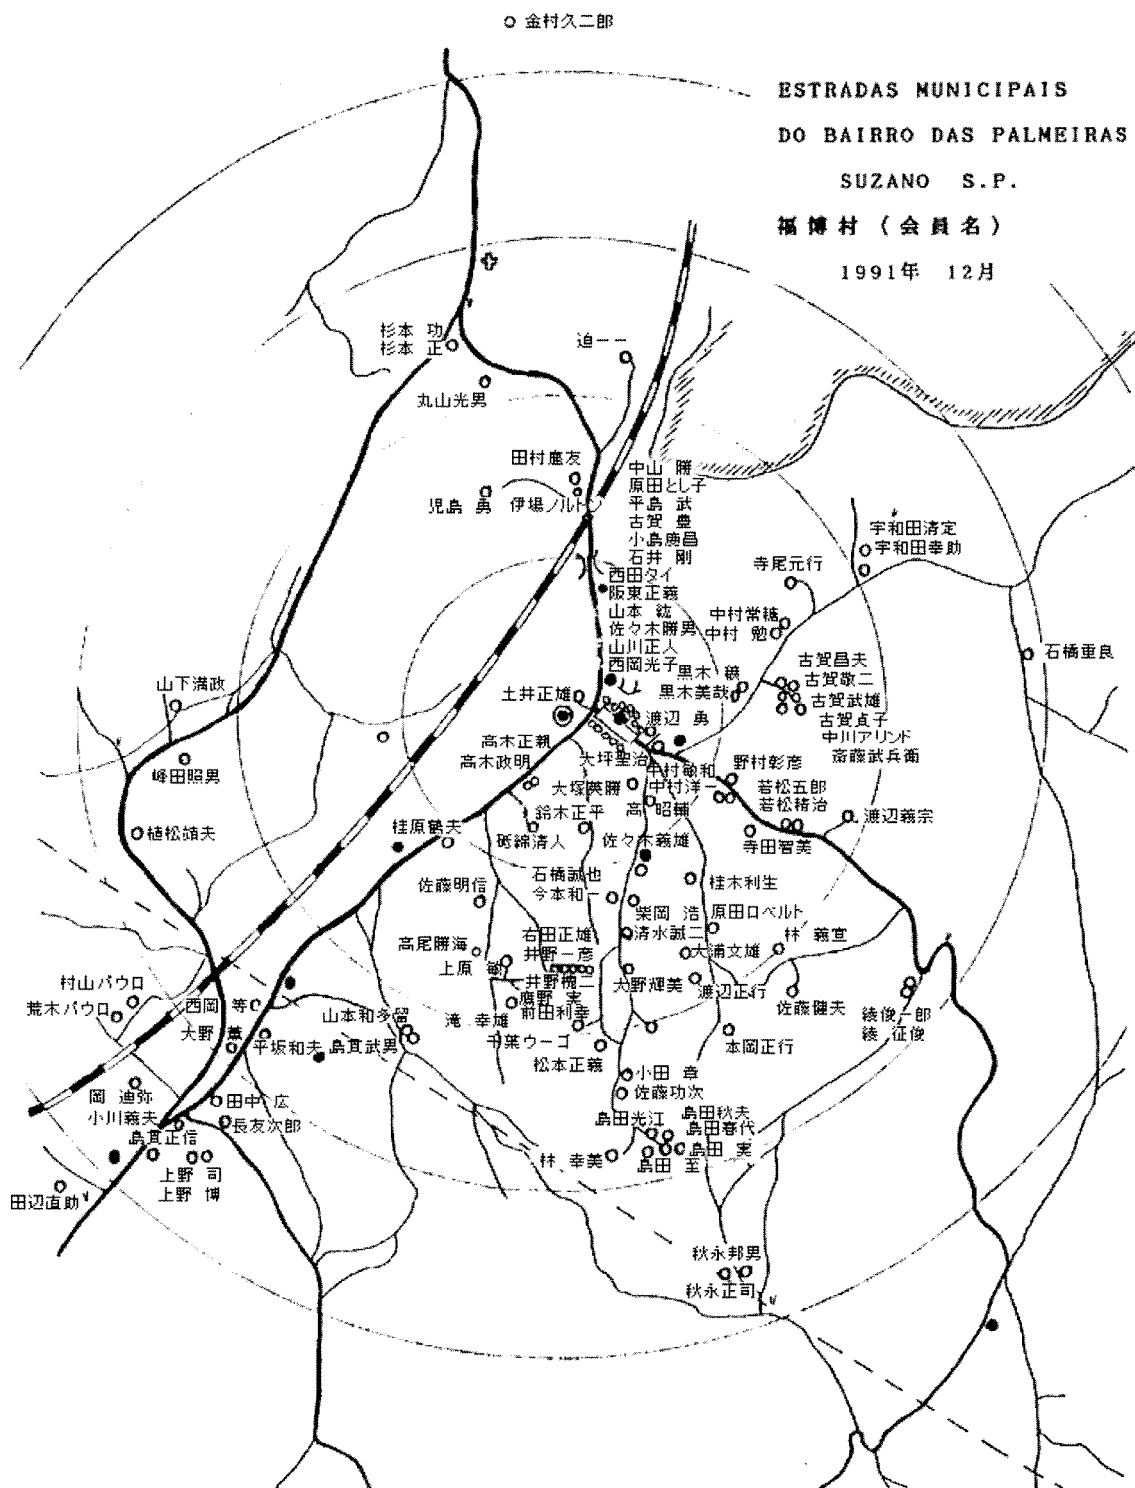 金村久二郎
ESTRADAS MUNICIPAIS
DO BAIRRO DAS PALMEIRAS
SUZANO S.P.
福博村(会員名)
1991年 12月
杉本 功
杉本 正
迫一一
丸山光男
田村
中山 勝
原田とし子
児島 勇
伊場ノルトン
平島 武
古賀 豊
小島
石井 剛
宇和田清定
宇和田幸助
西田タイ
寺尾元行
阪東正義
山本 紘
中村常
佐々木勝男
中村 勉
山川正人
西岡光子
石橋重良
古賀昌夫
黒木
古賀敬二
山下満政
土井正雄
黒木美哉
古賀武雄
渡辺 勇
古賀貞子
高木正親
中川アリンド
高木政明
大坪聖治
斎藤武兵衛
峰田照男
中村敏和
野村彰彦
大塚英勝
中村洋一
若松五郎
高 昭輔
若松
渡辺義宗
鈴木正平
植松靖夫
桂原鶴夫
砥綿清人
佐々木義雄
寺田智美
石橋誠也
桂木利生
佐藤明信
今本和一
柴岡 浩
原田ロベルト
右田正雄
清水誠二
林 義宣
高尾勝海
井野一彦
大浦文雄
上原 敏
井野
大野輝美
村山パウロ
鷹野 実
渡辺正行
佐藤健夫
荒木パウロ
西岡 等
滝 幸雄
前田利幸
綾俊一郎
山本和多留
綾 征俊
大野 薫
平坂和夫
島箕武男
千葉ウーゴ
本岡正行
松本正義
岡 迪弥
小田 章
田中 広
佐藤功次
小川義夫
長友次郎
島田光江
島田秋夫
島田春代
島箕正信
林 幸美
島田 至
島田 実
上野 司
上野 博
田辺直助
秋永邦男
秋永正司